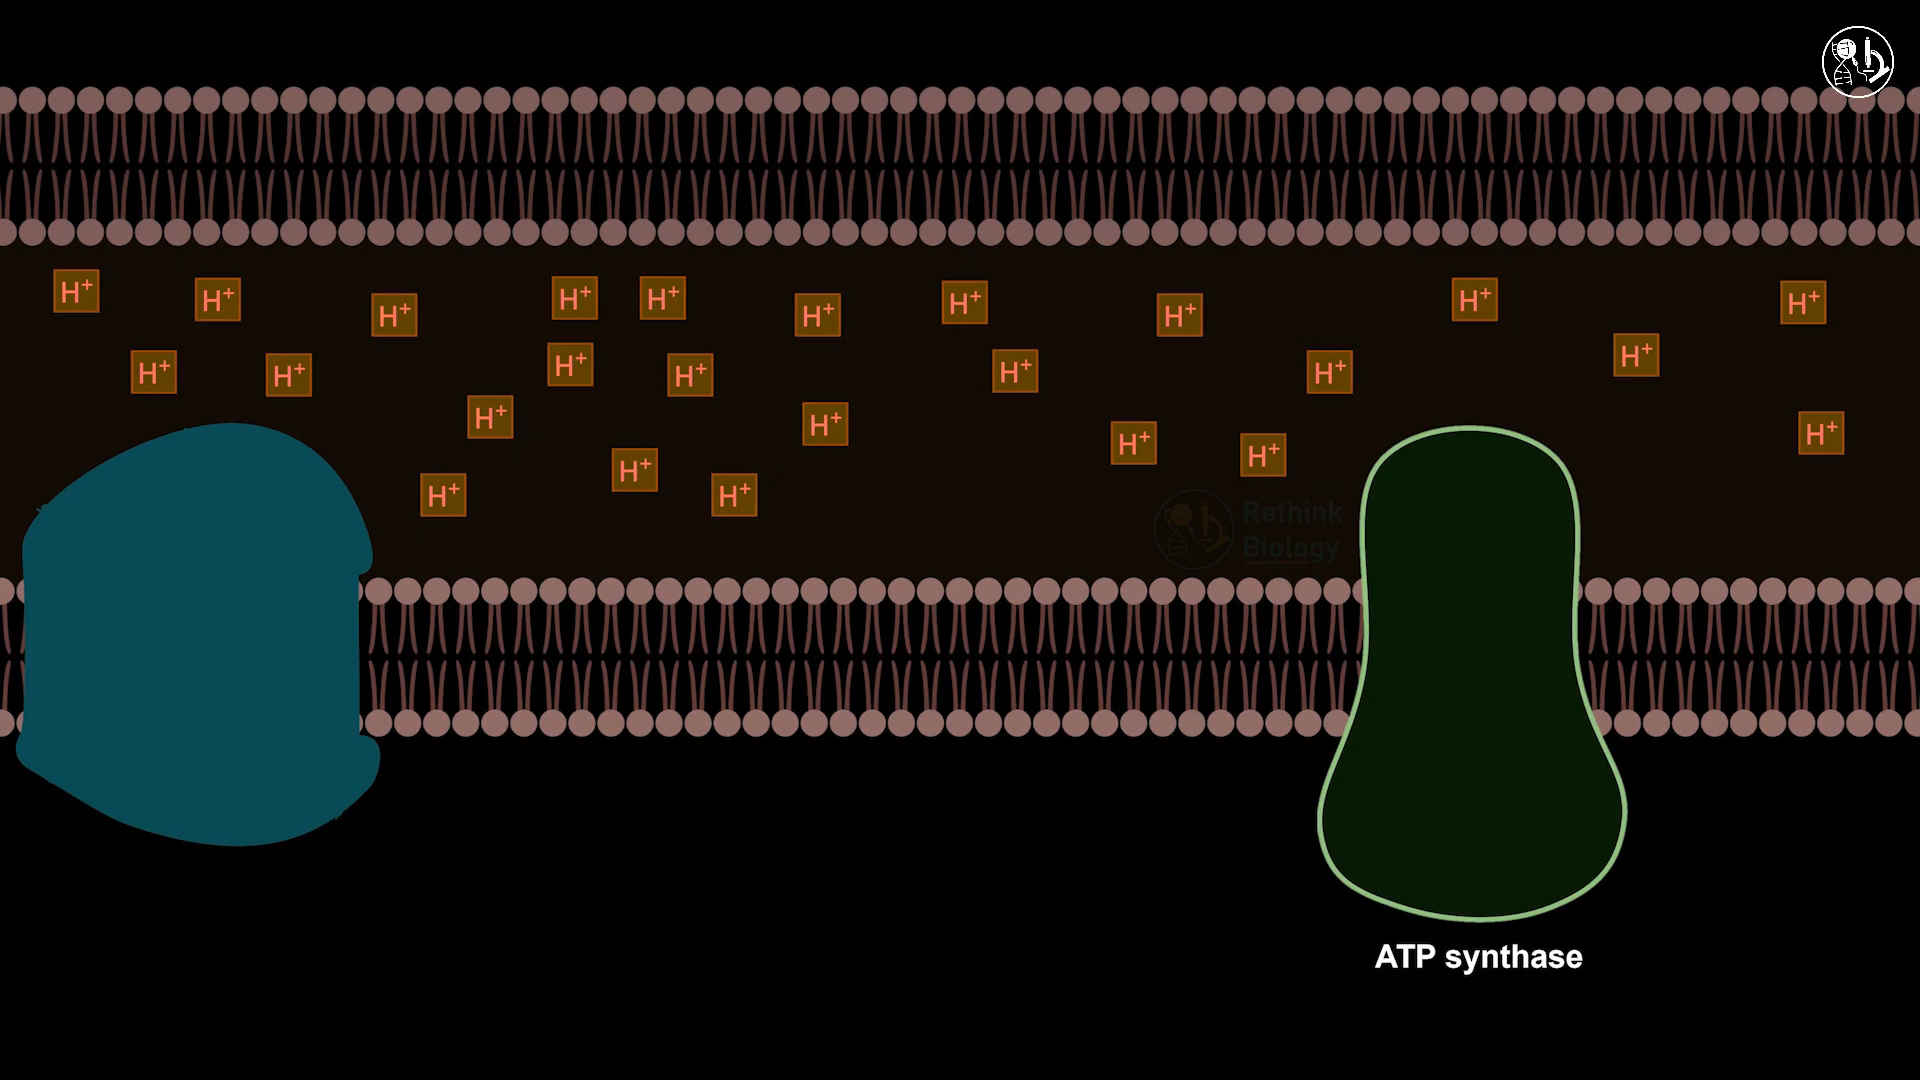 H⁺ H⁺ H⁺ H⁺ H⁺ H⁺ H⁺ H⁺ H⁺ H⁺
H⁺ H⁺ H⁺ H⁺ H⁺ H⁺ H⁺
H⁺ H⁺ H⁺ H⁺ H⁺
H⁺ H⁺ H⁺
Rethink
Biology
ATP synthase